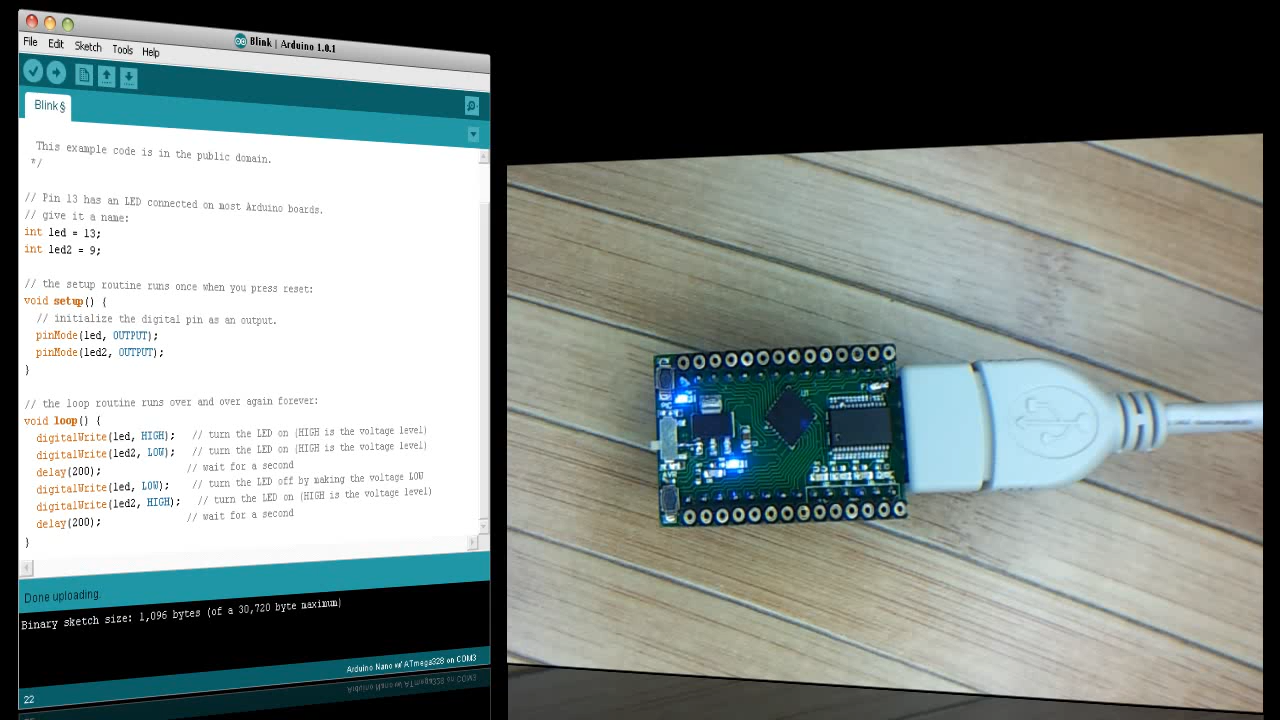 Blink | Arduino 1.0.1
File Edit Sketch Tools Help
Blink §
This example code is in the public domain.
*/
// Pin 13 has an LED connected on most Arduino boards.
// give it a name:
int led = 13;
int led2 = 9;
// the setup routine runs once when you press reset:
void setup() {
// initialize the digital pin as an output.
pinMode(led, OUTPUT);
pinMode(led2, OUTPUT);
}
// the loop routine runs over and over again forever:
void loop() {
digitalWrite(led, HIGH); // turn the LED on (HIGH is the voltage level)
digitalWrite(led2, LOW); // turn the LED on (HIGH is the voltage level)
delay(200); // wait for a second
digitalWrite(led, LOW); // turn the LED off by making the voltage LOW
digitalWrite(led2, HIGH); // turn the LED on (HIGH is the voltage level)
delay(200); // wait for a second
}
Done uploading.
Binary sketch size: 1,096 bytes (of a 30,720 byte maximum)
Arduino Nano w/ ATmega328 on COM3
22